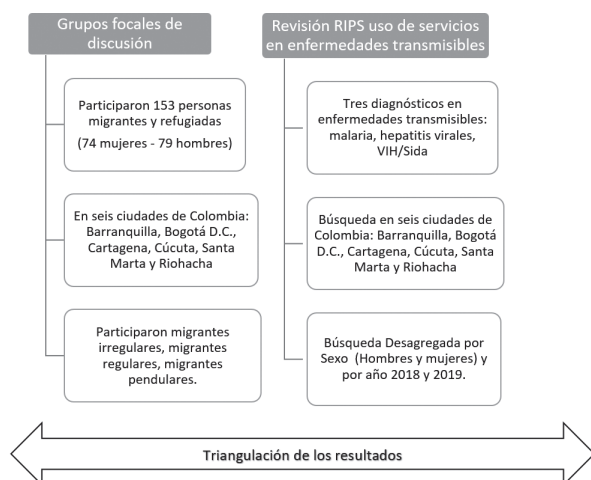 Grupos focales de
discusión
Participaron 153 personas
migrantes y refugiadas
(74 mujeres - 79 hombres)
En seis ciudades de Colombia:
Barranquilla, Bogotá D.C.,
Cartagena, Cúcuta, Santa
Marta y Riohacha
Participaron migrantes
irregulares, migrantes
regulares, migrantes
pendulares.
Revisión RIPS uso de servicios
en enfermedades transmisibles
Tres diagnósticos en
enfermedades transmisibles:
malaria, hepatitis virales,
VIH/Sida
Búsqueda en seis ciudades de
Colombia: Barranquilla, Bogotá
D.C., Cartagena, Cúcuta, Santa
Marta y Riohacha
Búsqueda Desagregada por
Sexo (Hombres y mujeres) y
por año 2018 y 2019.
Triangulación de los resultados